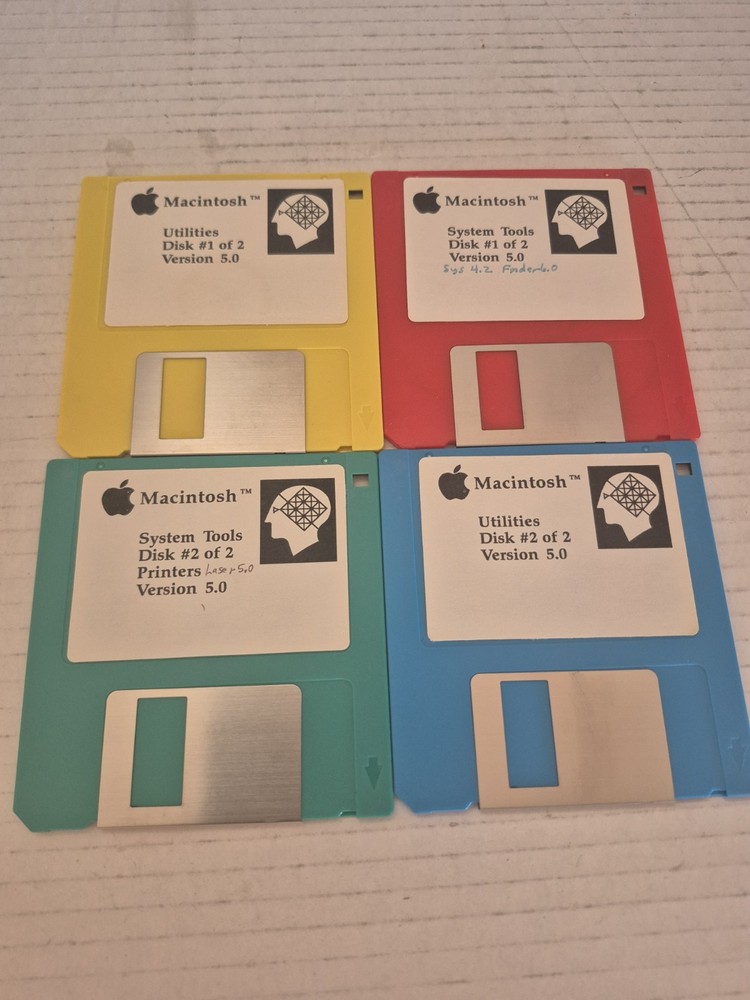 Macintosh™
Utilities
Disk #1 of 2
Version 5.0
Macintosh™
System Tools
Disk #1 of 2
Version 5.0
Sys 4.2 Finder 6.0
Macintosh™
System Tools
Disk #2 of 2
Printers Laser 5.0
Version 5.0
Macintosh™
Utilities
Disk #2 of 2
Version 5.0